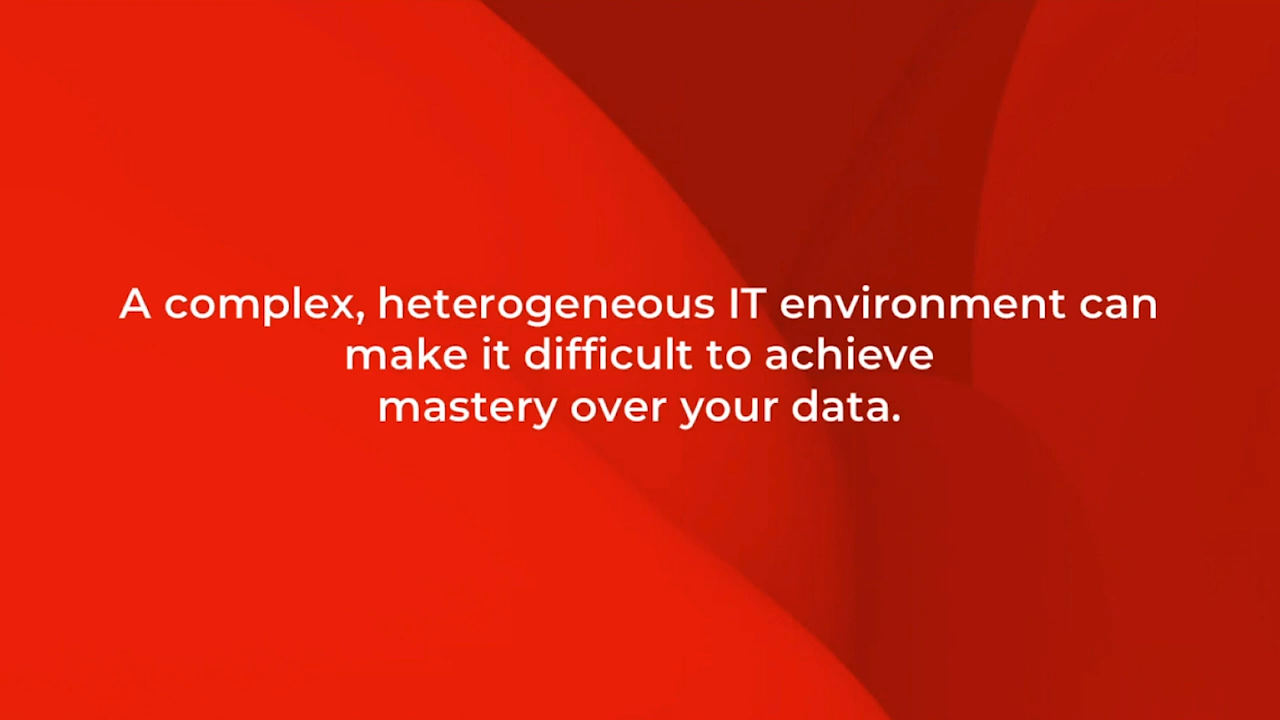 A complex, heterogeneous IT environment can
make it difficult to achieve
mastery over your data.